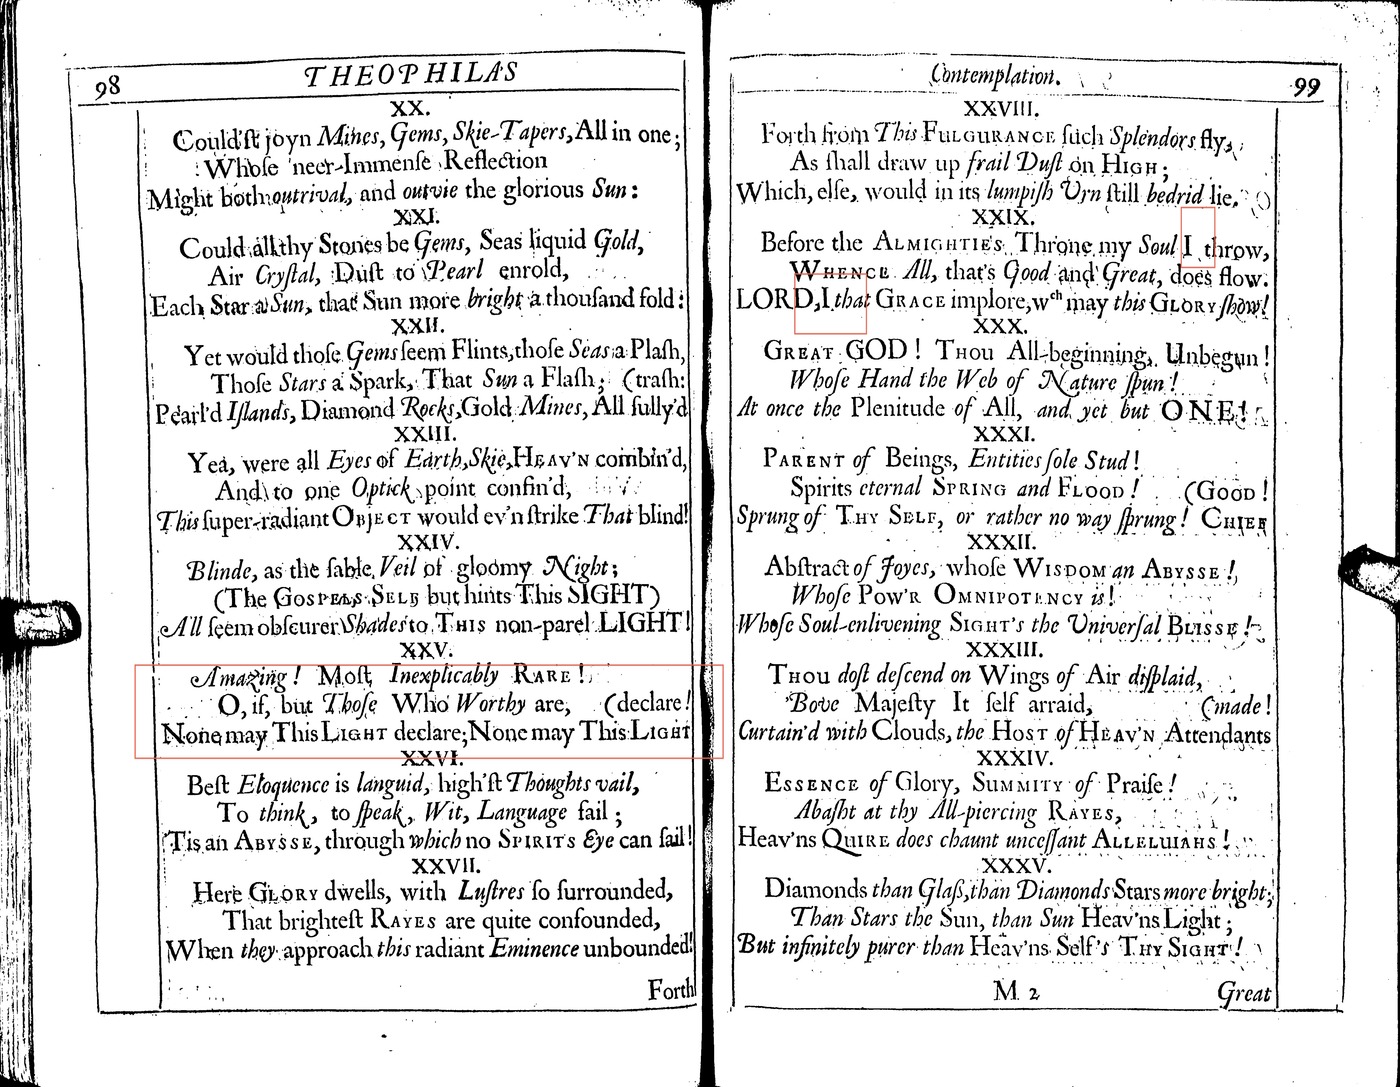 98
THEOPHILA'S
XX.
Could'ſt joyn Mines, Gems, Skie-Tapers, All in one;
Whoſe neer-Immenſe Reflection
Might both outrival, and outvie the glorious Sun:
XXI.
Could all thy Stones be Gems, Seas liquid Gold,
Air Cryſtal, Duſt to Pearl enrold,
Each Star a Sun, that Sun more bright a thouſand fold:
XXII.
Yet would thoſe Gems ſeem Flints, thoſe Seas a Plaſh,
Thoſe Stars a Spark, That Sun a Flaſh; (traſh:
Pearl'd Iſlands, Diamond Rocks, Gold Mines, All ſully'd
XXIII.
Yea, were all Eyes of Earth, Skie, HEAV'N combin'd,
And to one Optick point confin'd,
This ſuper-radiant OBJECT would ev'n ſtrike That blind!
XXIV.
Blinde, as the ſable Veil of gloomy Night;
(The GOSPELS SELF but hints This SIGHT)
All ſeem obſcurer Shades to THIS non-parel LIGHT!
XXV.
Amazing! Moſt Inexplicably RARE!
O, if, but Thoſe Who Worthy are, (declare!
None may This LIGHT declare; None may This LIGHT
XXVI.
Beſt Eloquence is languid, high'ſt Thoughts vail,
To think, to ſpeak, Wit, Language fail;
'Tis an ABYSSE, through which no SPIRITS Eye can ſail!
XXVII.
Here GLORY dwells, with Luſtres ſo ſurrounded,
That brighteſt RAYES are quite confounded,
When they approach this radiant Eminence unbounded!
Forth
Contemplation.
99
XXVIII.
Forth from This FULGURANCE ſuch Splendors fly,
As ſhall draw up frail Duſt on HIGH;
Which, elſe, would in its lumpiſh Urn ſtill bedrid lie.
XXIX.
Before the ALMIGHTIE'S Throne my Soul I throw,
WHENCE All, that's Good and Great, does flow.
LORD, I that GRACE implore, wch may this GLORY ſhow!
XXX.
GREAT GOD! THOU All-beginning, Unbegun!
Whoſe Hand the Web of Nature ſpun!
At once the Plenitude of All, and yet but ONE!
XXXI.
PARENT of Beings, Entities ſole Stud!
Spirits eternal SPRING and FLOOD! (GOOD!
Sprung of THY SELF, or rather no way ſprung! CHIEF
XXXII.
Abſtract of Joyes, whoſe WISDOM an ABYSSE!
Whoſe POW'R OMNIPOTENCY is!
Whoſe Soul-enlivening SIGHT'S the Univerſal BLISSE!
XXXIII.
THOU doſt deſcend on Wings of Air diſplaid,
'Bove Majeſty It ſelf arraid, (made!
Curtain'd with Clouds, the HOST of HEAV'N Attendants
XXXIV.
ESSENCE of Glory, SUMMITY of Praiſe!
Abaſht at thy All-piercing RAYES,
Heav'ns QUIRE does chaunt unceſſant ALLELUIAHS!
XXXV.
Diamonds than Glaſs, than Diamonds Stars more bright;
Than Stars the Sun, than Sun Heav'ns Light;
But infinitely purer than Heav'ns Self's THY SIGHT!
M 2
Great